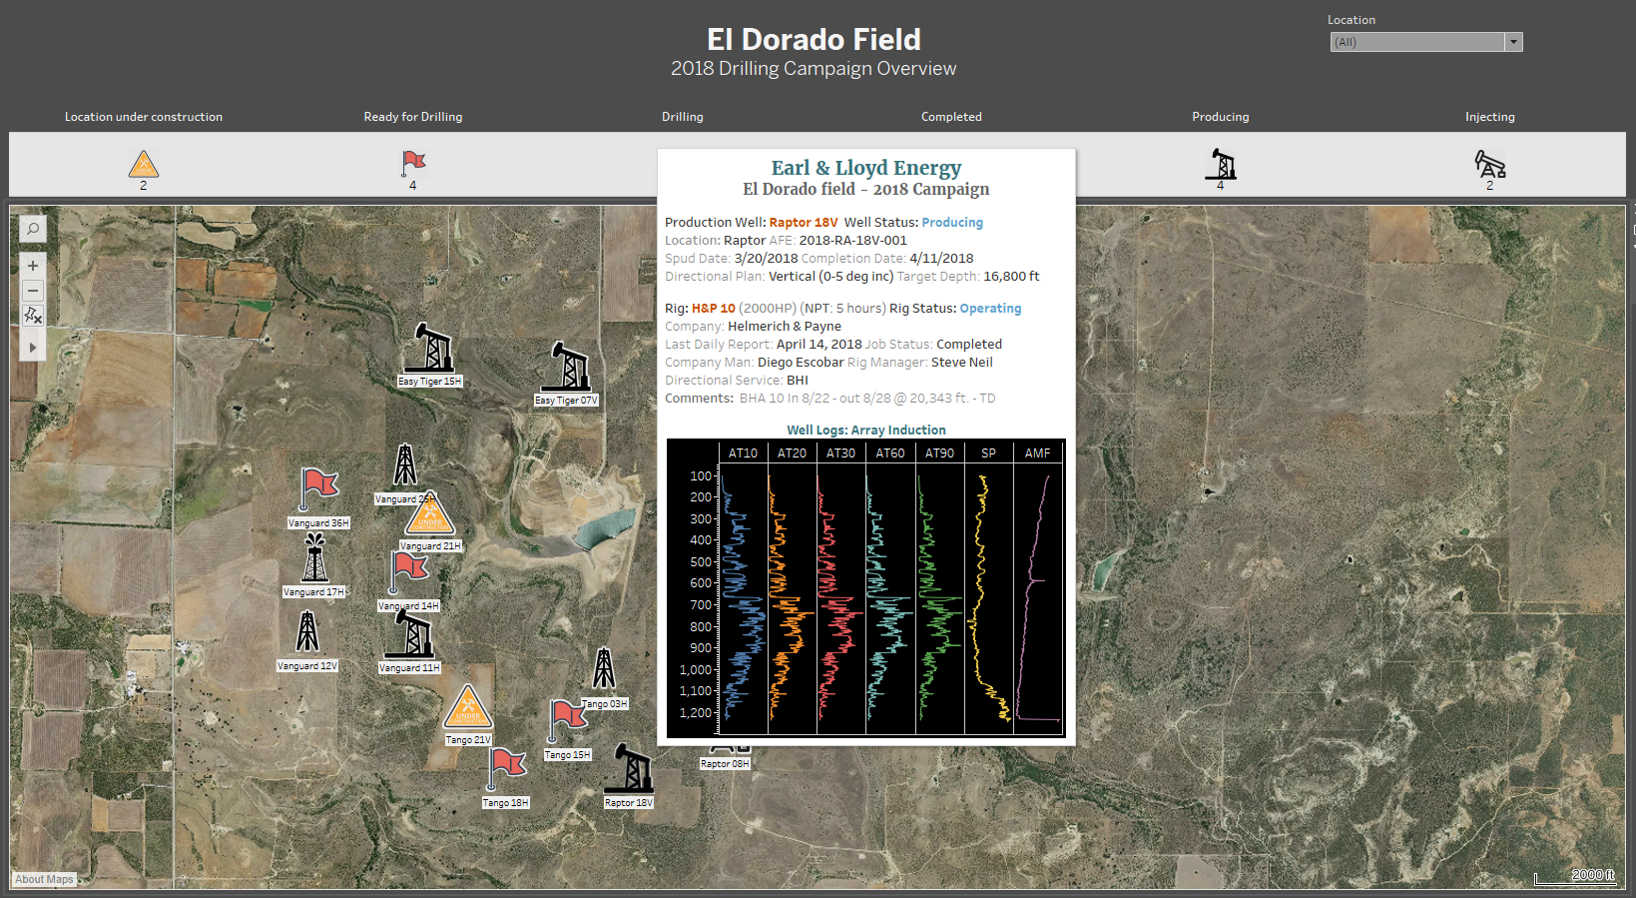 Location
(All)
El Dorado Field
2018 Drilling Campaign Overview
Location under construction
Ready for Drilling
Drilling
Completed
Producing
Injecting
2
4
4
2
Earl & Lloyd Energy
El Dorado field - 2018 Campaign
Production Well: Raptor 18V Well Status: Producing
Location: Raptor AFE: 2018-RA-18V-001
Spud Date: 3/20/2018 Completion Date: 4/11/2018
Directional Plan: Vertical (0-5 deg inc) Target Depth: 16,800 ft
Rig: H&P 10 (2000HP) (NPT: 5 hours) Rig Status: Operating
Company: Helmerich & Payne
Last Daily Report: April 14, 2018 Job Status: Completed
Company Man: Diego Escobar Rig Manager: Steve Neil
Directional Service: BHI
Comments: BHA 10 In 8/22 - out 8/28 @ 20,343 ft. - TD
Well Logs: Array Induction
AT10 AT20 AT30 AT60 AT90 SP AMF
100
200
300
400
500
600
700
800
900
1,000
1,100
1,200
Easy Tiger 15H
Easy Tiger 07V
Vanguard 25H
Vanguard 36H
UNDER
Vanguard 21H
Vanguard 17H
Vanguard 14H
Vanguard 12V
Vanguard 11H
Tango 03H
UNDER
Tango 21V
Tango 15H
Raptor 08H
Tango 18H
Raptor 18V
About Maps
2000 ft